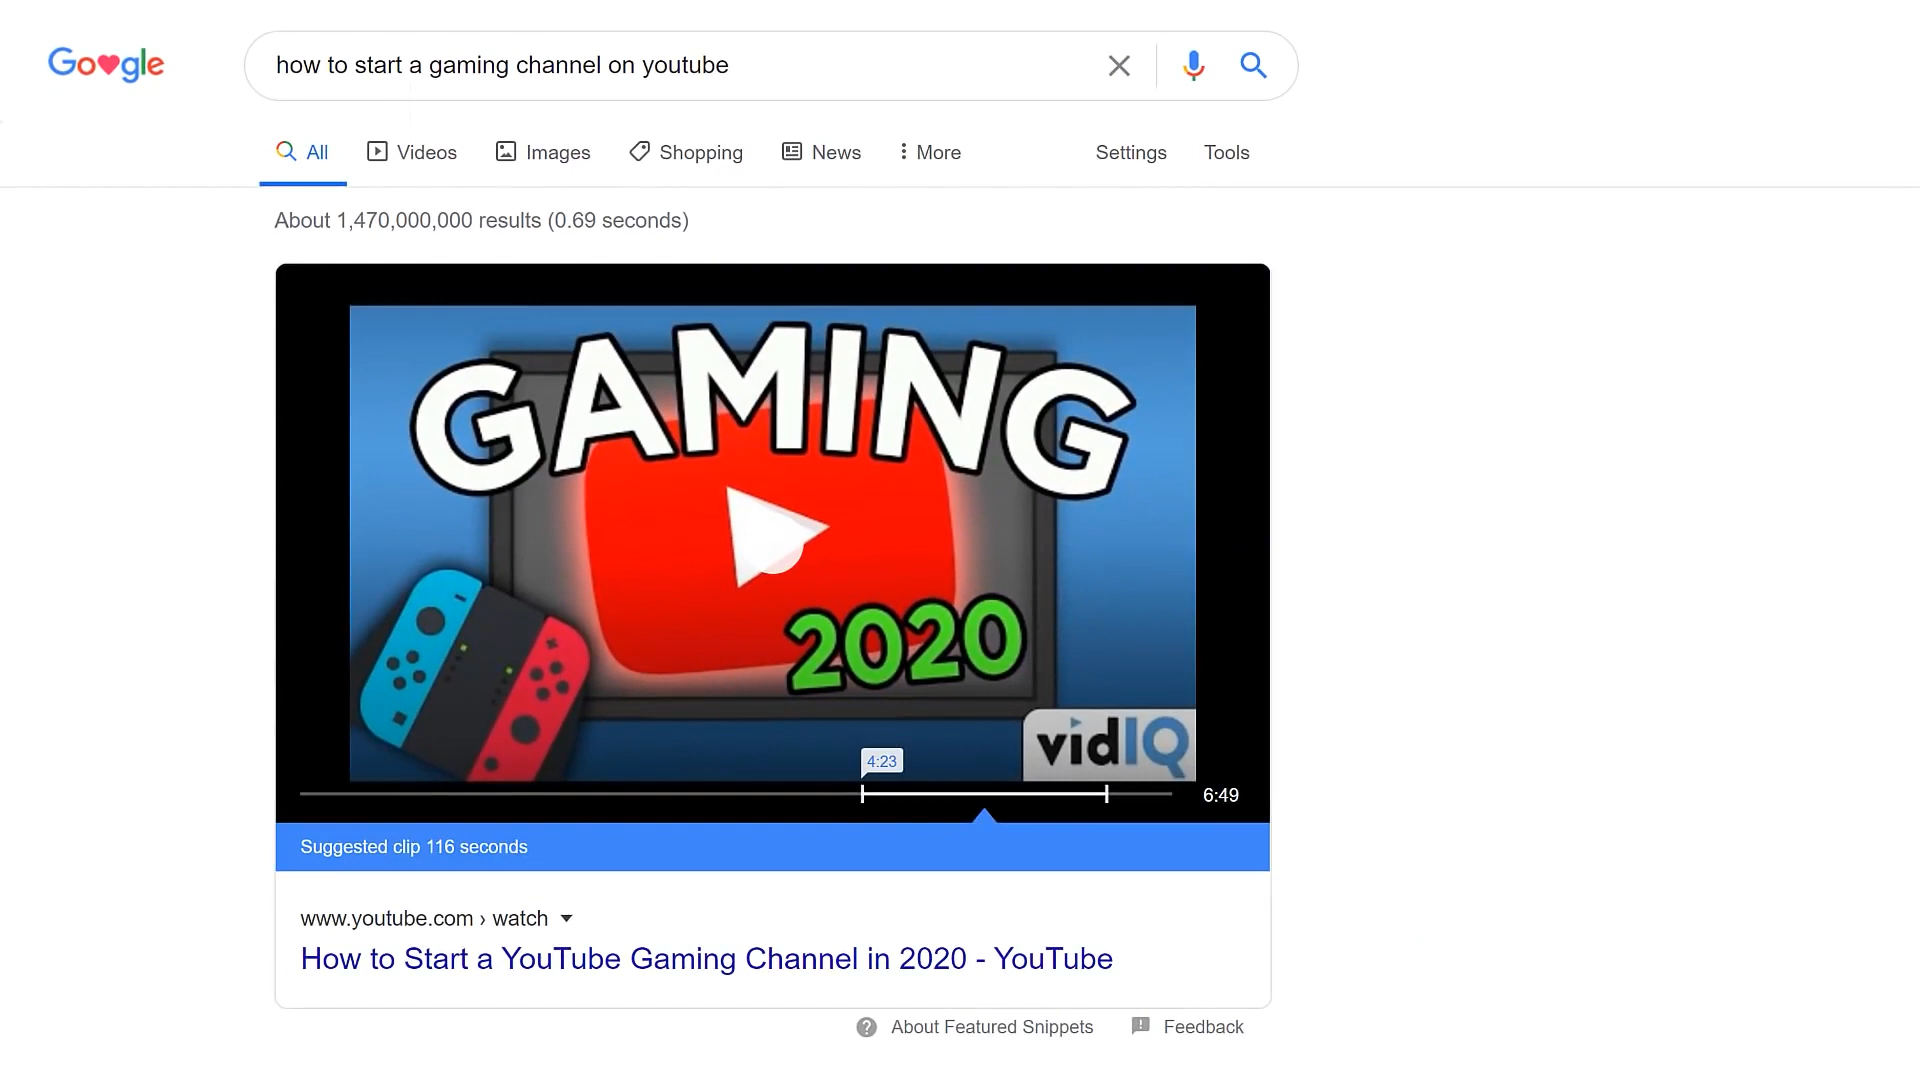 Go❤gle
how to start a gaming channel on youtube
All Videos Images Shopping News More Settings Tools
About 1,470,000,000 results (0.69 seconds)
GAMING
2020
vidIQ
4:23
6:49
Suggested clip 116 seconds
www.youtube.com › watch
How to Start a YouTube Gaming Channel in 2020 - YouTube
About Featured Snippets Feedback